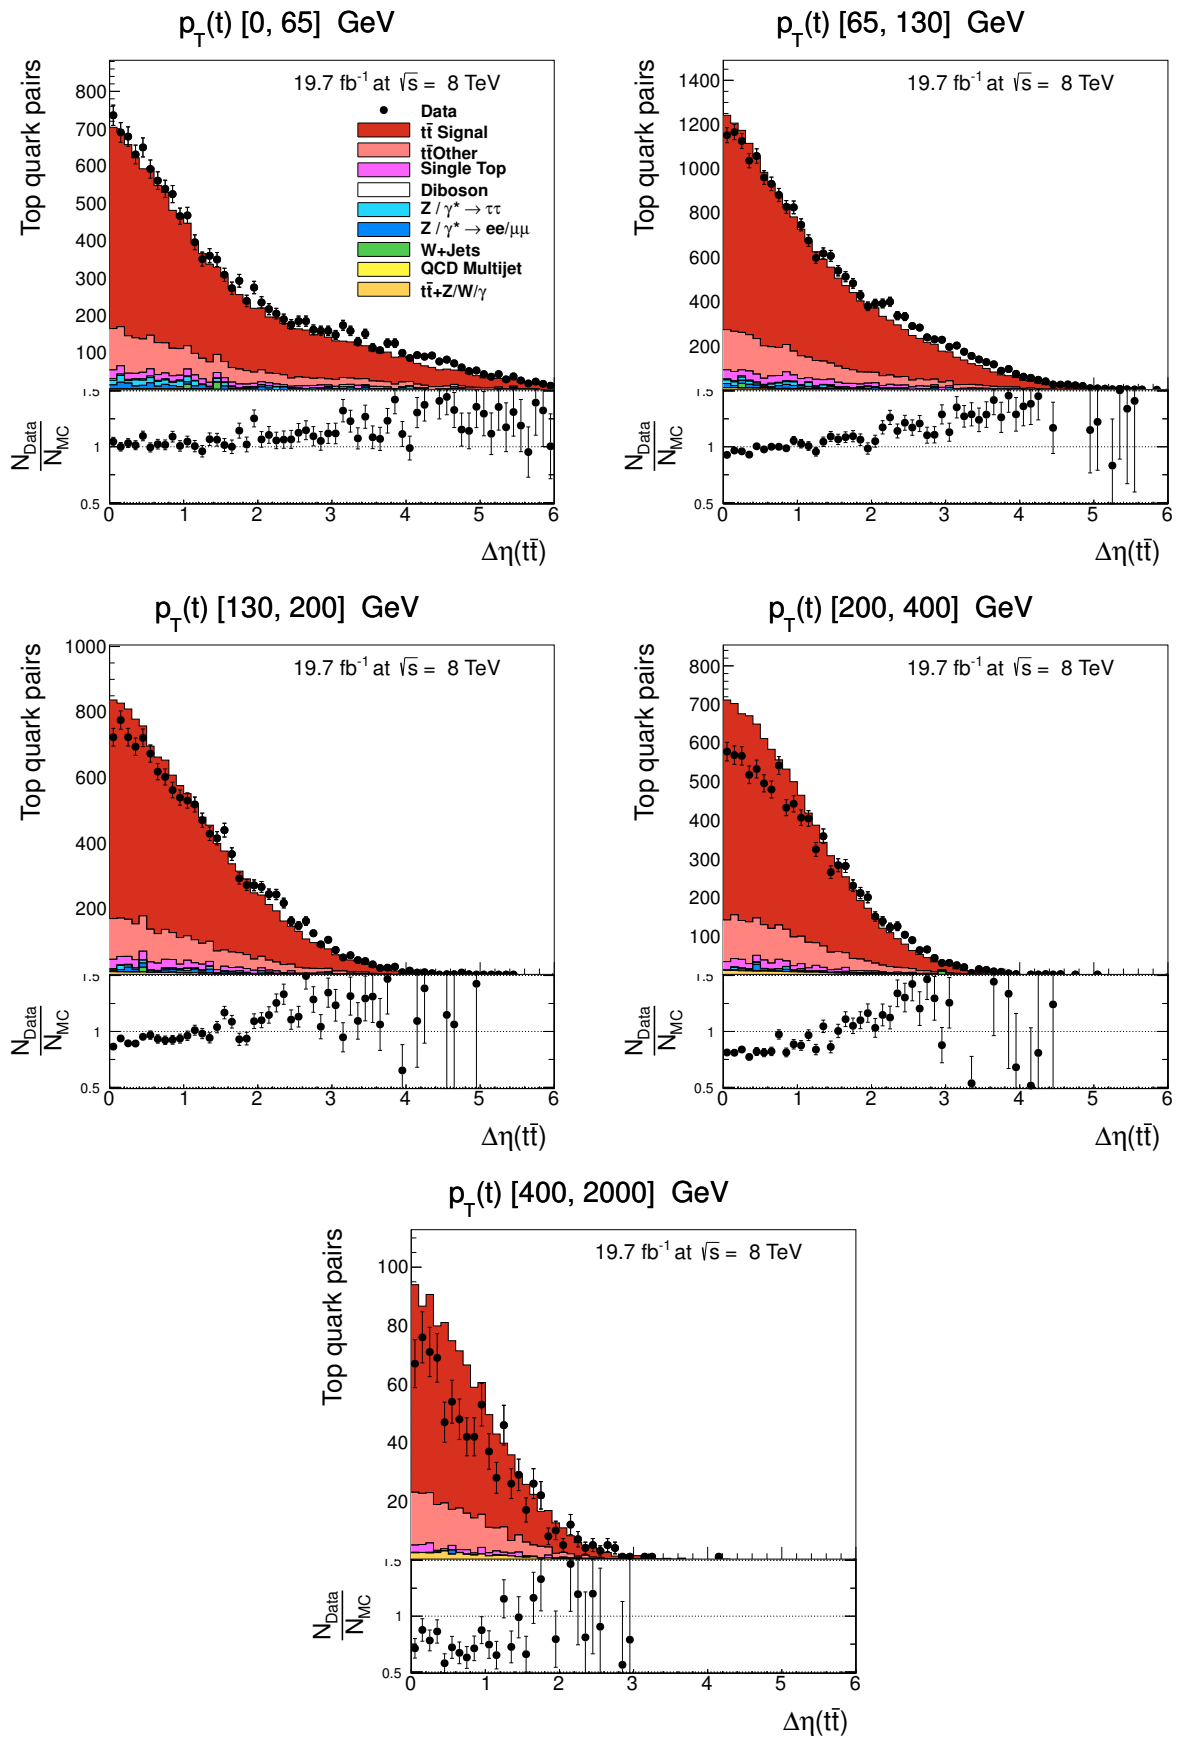 p_T(t) [0, 65] GeV
Top quark pairs
19.7 fb⁻¹ at √s = 8 TeV
800
700
600
500
400
300
200
100
Data
tt̄ Signal
tt̄Other
Single Top
Diboson
Z / γ* → ττ
Z / γ* → ee/μμ
W+Jets
QCD Multijet
tt̄+Z/W/γ
N_Data
N_MC
1.5
1
0.5
0 1 2 3 4 5 6
Δη(tt̄)
p_T(t) [65, 130] GeV
Top quark pairs
19.7 fb⁻¹ at √s = 8 TeV
1400
1200
1000
800
600
400
200
N_Data
N_MC
1.5
1
0.5
0 1 2 3 4 5 6
Δη(tt̄)
p_T(t) [130, 200] GeV
Top quark pairs
19.7 fb⁻¹ at √s = 8 TeV
1000
800
600
400
200
N_Data
N_MC
1.5
1
0.5
0 1 2 3 4 5 6
Δη(tt̄)
p_T(t) [200, 400] GeV
Top quark pairs
19.7 fb⁻¹ at √s = 8 TeV
800
700
600
500
400
300
200
100
N_Data
N_MC
1.5
1
0.5
0 1 2 3 4 5 6
Δη(tt̄)
p_T(t) [400, 2000] GeV
Top quark pairs
19.7 fb⁻¹ at √s = 8 TeV
100
80
60
40
20
N_Data
N_MC
1.5
1
0.5
0 1 2 3 4 5 6
Δη(tt̄)